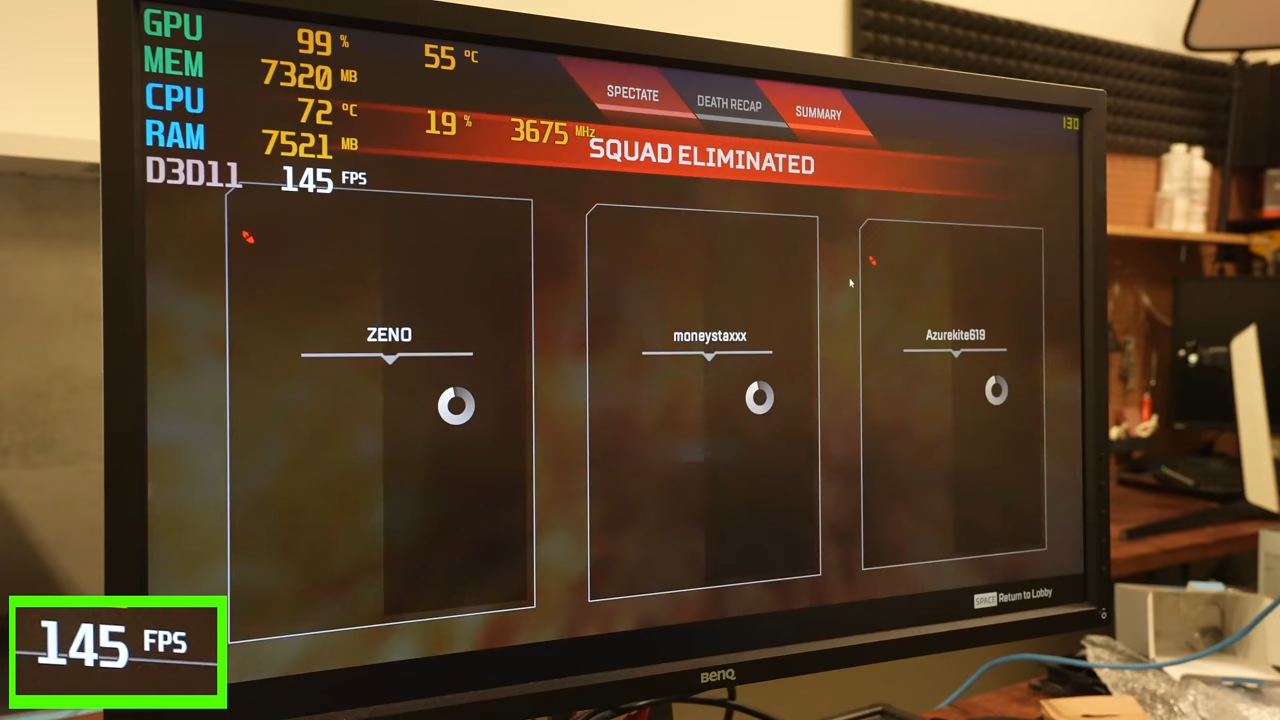 GPU 99 % 55 °C
MEM 7320 MB
CPU 72 °C 19 % 3675 MHz
RAM 7521 MB
D3D11 145 FPS
130
SPECTATE DEATH RECAP SUMMARY
SQUAD ELIMINATED
ZENO moneystaxxx Azurekite619
SPACE Return to Lobby
BenQ
145 FPS